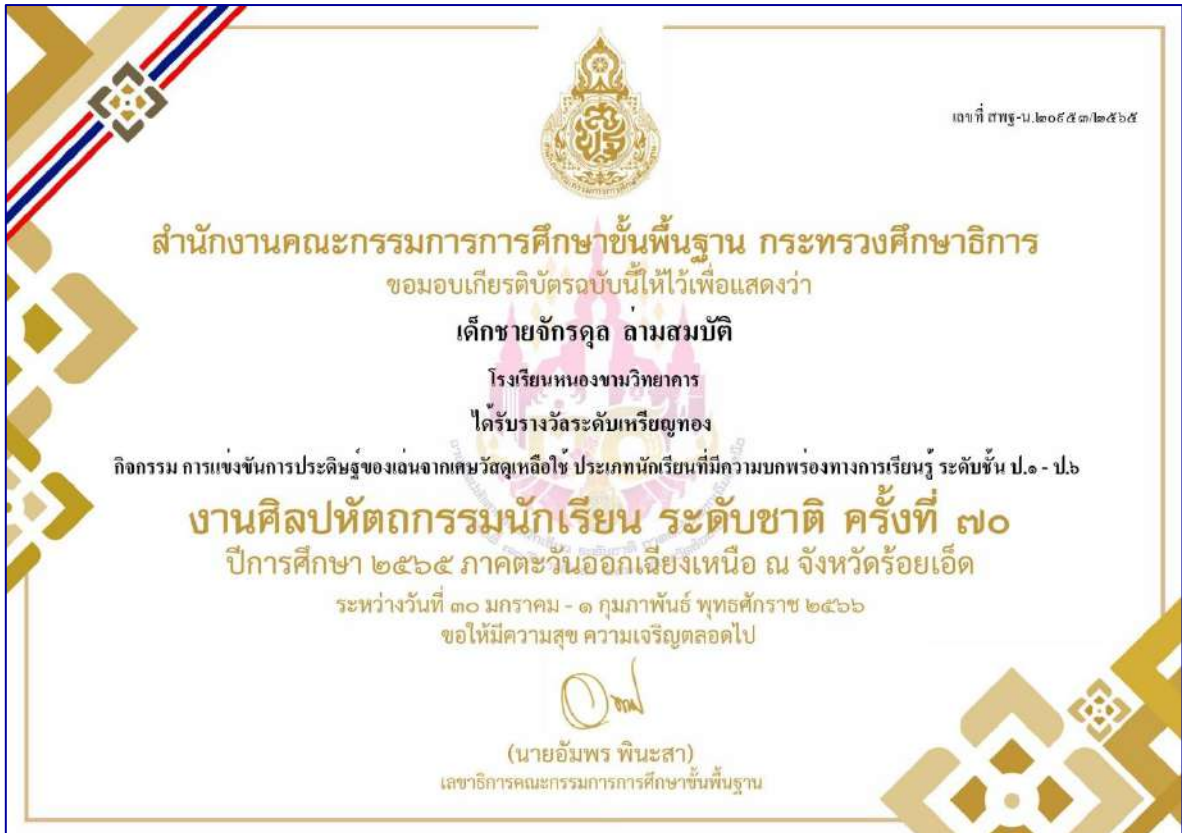 เลขที่ สพฐ-น.๒๐๙๕๓/๒๕๖๕
สำนักงานคณะกรรมการการศึกษาขั้นพื้นฐาน กระทรวงศึกษาธิการ
ขอมอบเกียรติบัตรฉบับนี้ให้ไว้เพื่อแสดงว่า
เด็กชายจักรดุล ล่ามสมบัติ
โรงเรียนหนองขามวิทยาคาร
ได้รับรางวัลระดับเหรียญทอง
กิจกรรม การแข่งขันการประดิษฐ์ของเล่นจากเศษวัสดุเหลือใช้ ประเภทนักเรียนที่มีความบกพร่องทางการเรียนรู้ ระดับชั้น ป.๑ - ป.๖
งานศิลปหัตถกรรมนักเรียน ระดับชาติ ครั้งที่ ๗๐
ปีการศึกษา ๒๕๖๕ ภาคตะวันออกเฉียงเหนือ ณ จังหวัดร้อยเอ็ด
ระหว่างวันที่ ๓๐ มกราคม - ๑ กุมภาพันธ์ พุทธศักราช ๒๕๖๖
ขอให้มีความสุข ความเจริญตลอดไป
(นายอัมพร พินะสา)
เลขาธิการคณะกรรมการการศึกษาขั้นพื้นฐาน